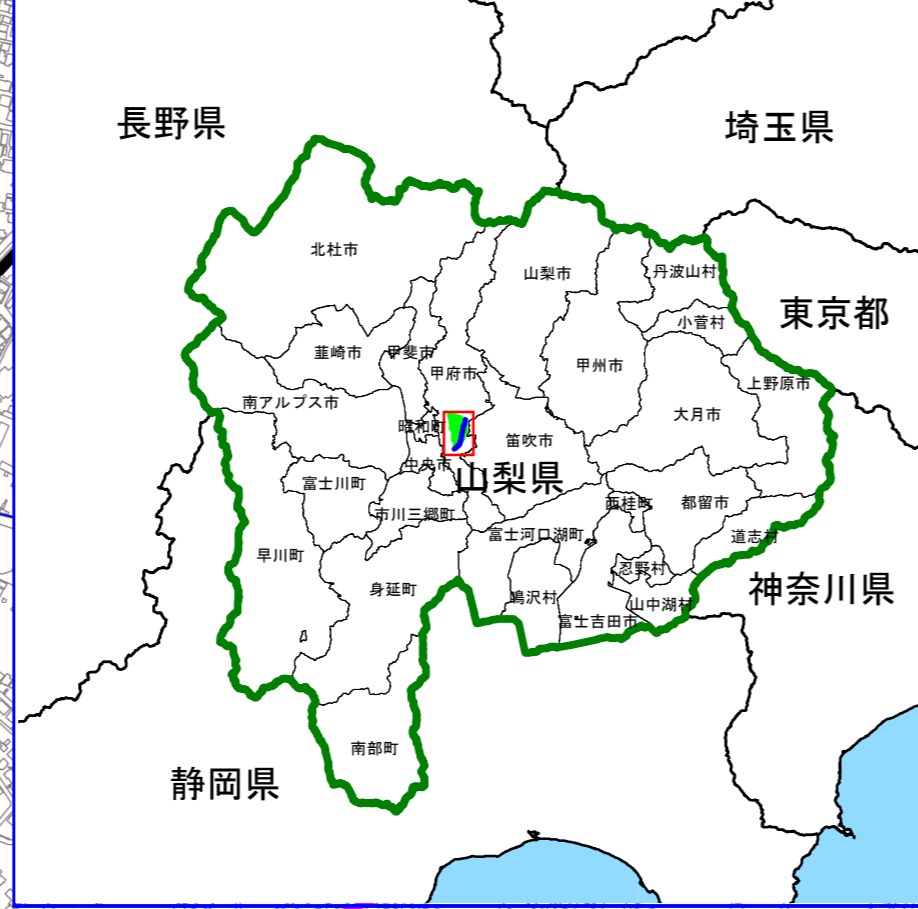 長野県
埼玉県
北杜市
山梨市
丹波山村
東京都
小菅村
韮崎市
甲斐市
甲府市
甲州市
上野原市
南アルプス市
大月市
昭和町
笛吹市
中央市
山梨県
富士川町
西桂町
都留市
市川三郷町
富士河口湖町
道志村
早川町
忍野村
身延町
神奈川県
鳴沢村
山中湖村
富士吉田市
南部町
静岡県